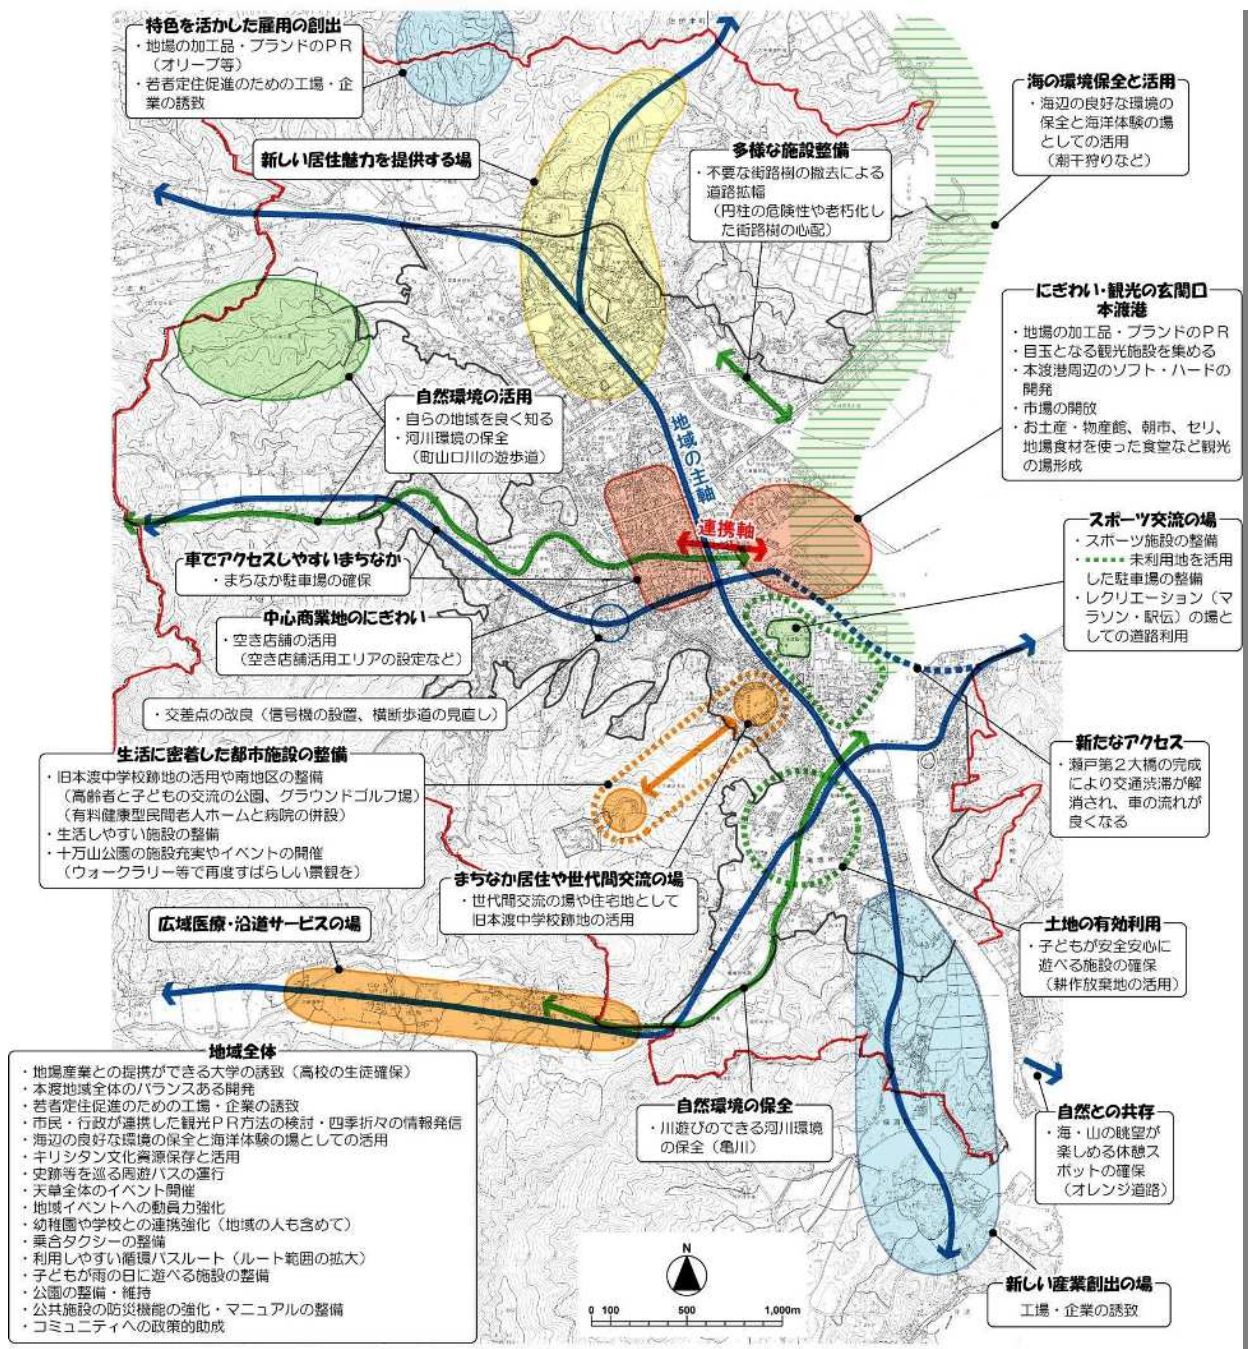 特色を活かした雇用の創出
・地場の加工品・ブランドのPR
（オリーブ等）
・若者定住促進のための工場・企
業の誘致
新しい居住魅力を提供する場
多様な施設整備
・不要な街路樹の撤去による
道路拡幅
（円柱の危険性や老朽化し
た街路樹の心配）
海の環境保全と活用
・海辺の良好な環境の
保全と海洋体験の場
としての活用
（潮干狩りなど）
にぎわい・観光の玄関口
本渡港
・地場の加工品・ブランドのPR
・目玉となる観光施設を集める
・本渡港周辺のソフト・ハードの
開発
・市場の開放
・お土産・物産館、朝市、セリ、
地場食材を使った食堂など観光
の場形成
自然環境の活用
・自らの地域を良く知る
・河川環境の保全
（町山口川の遊歩道）
地域の主軸
連携軸
車でアクセスしやすいまちなか
・まちなか駐車場の確保
中心商業地のにぎわい
・空き店舗の活用
（空き店舗活用エリアの設定など）
・交差点の改良（信号機の設置、横断歩道の見直し）
スポーツ交流の場
・スポーツ施設の整備
・未利用地を活用
した駐車場の整備
・レクリエーション（マ
ラソン・駅伝）の場と
しての道路利用
生活に密着した都市施設の整備
・旧本渡中学校跡地の活用や南地区の整備
（高齢者と子どもの交流の公園、グラウンドゴルフ場）
（有料健康型民間老人ホームと病院の併設）
・生活しやすい施設の整備
・十万山公園の施設充実やイベントの開催
（ウォークラリー等で再度すばらしい景観を）
新たなアクセス
・瀬戸第２大橋の完成
により交通渋滞が解
消され、車の流れが
良くなる
まちなか居住や世代間交流の場
・世代間交流の場や住宅地として
旧本渡中学校跡地の活用
広域医療・沿道サービスの場
土地の有効利用
・子どもが安全安心に
遊べる施設の確保
（耕作放棄地の活用）
地域全体
・地場産業との提携ができる大学の誘致（高校の生徒確保）
・本渡地域全体のバランスある開発
・若者定住促進のための工場・企業の誘致
・市民・行政が連携した観光PR方法の検討・四季折々の情報発信
・海辺の良好な環境の保全と海洋体験の場としての活用
・キリシタン文化資源保存と活用
・史跡等を巡る周遊バスの運行
・天草全体のイベント開催
・地域イベントへの動員力強化
・幼稚園や学校との連携強化（地域の人も含めて）
・乗合タクシーの整備
・利用しやすい循環バスルート（ルート範囲の拡大）
・子どもが雨の日に遊べる施設の整備
・公園の整備・維持
・公共施設の防災機能の強化・マニュアルの整備
・コミュニティへの政策的助成
自然環境の保全
・川遊びのできる河川環境
の保全（亀川）
自然との共存
・海・山の眺望が
楽しめる休憩ス
ポットの確保
（オレンジ道路）
新しい産業創出の場
工場・企業の誘致
N
0 100 500 1,000m